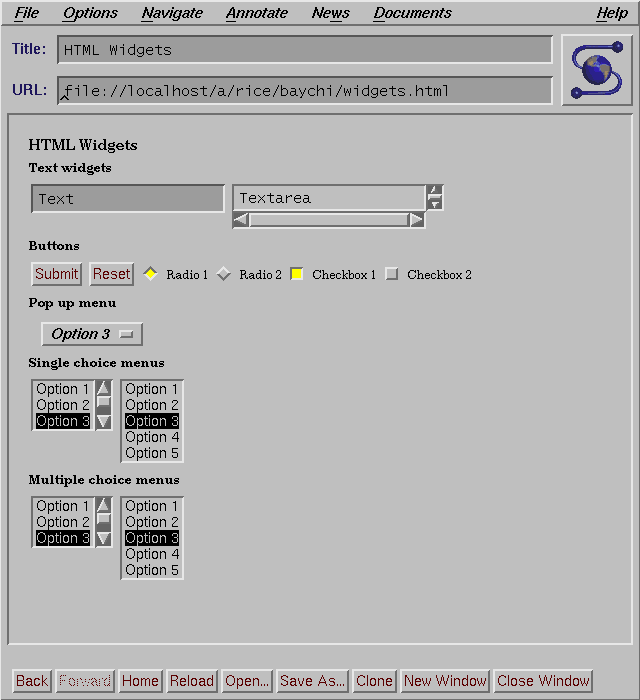 File Options Navigate Annotate News Documents Help
Title: HTML Widgets
URL: file://localhost/a/rice/baychi/widgets.html
HTML Widgets
Text widgets
Text Textarea
Buttons
Submit Reset Radio 1 Radio 2 Checkbox 1 Checkbox 2
Pop up menu
Option 3
Single choice menus
Option 1 Option 1
Option 2 Option 2
Option 3 Option 3
Option 4
Option 5
Multiple choice menus
Option 1 Option 1
Option 2 Option 2
Option 3 Option 3
Option 4
Option 5
Back Forward Home Reload Open... Save As... Clone New Window Close Window